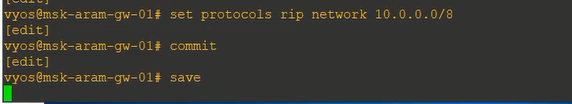 [edit]
vyos@msk-aram-gw-01# set protocols rip network 10.0.0.0/8
[edit]
vyos@msk-aram-gw-01# commit
[edit]
vyos@msk-aram-gw-01# save